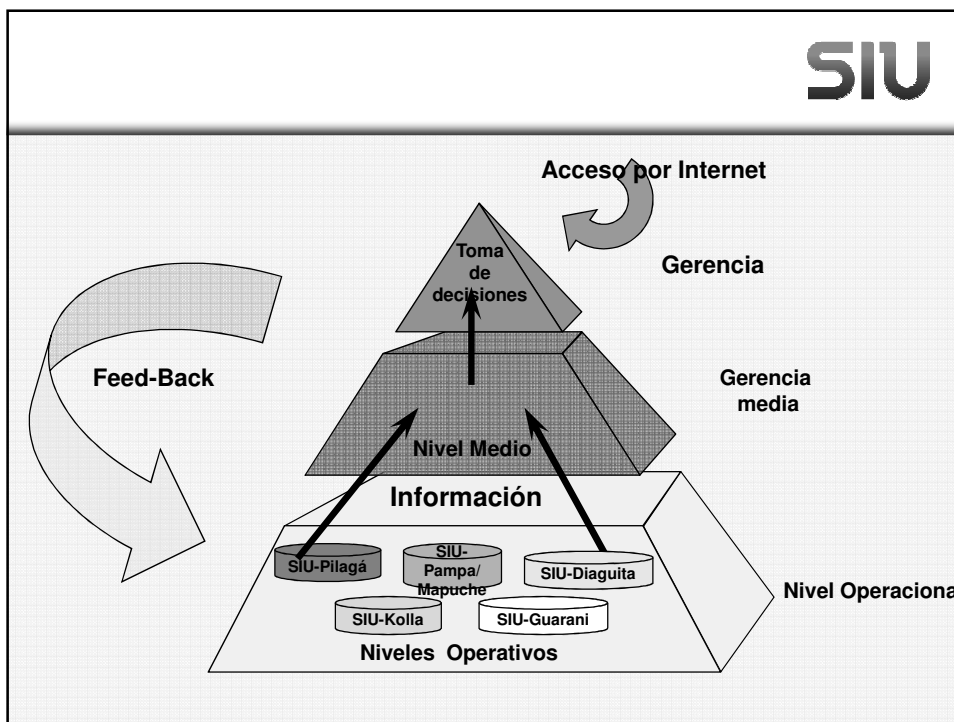 SIU
Acceso por Internet
Toma
de
decisiones
Gerencia
Feed-Back
Gerencia
media
Nivel Medio
Información
SIU-Pilagá
SIU-
Pampa/
Mapuche
SIU-Diaguita
SIU-Kolla
SIU-Guarani
Nivel Operaciona
Niveles Operativos